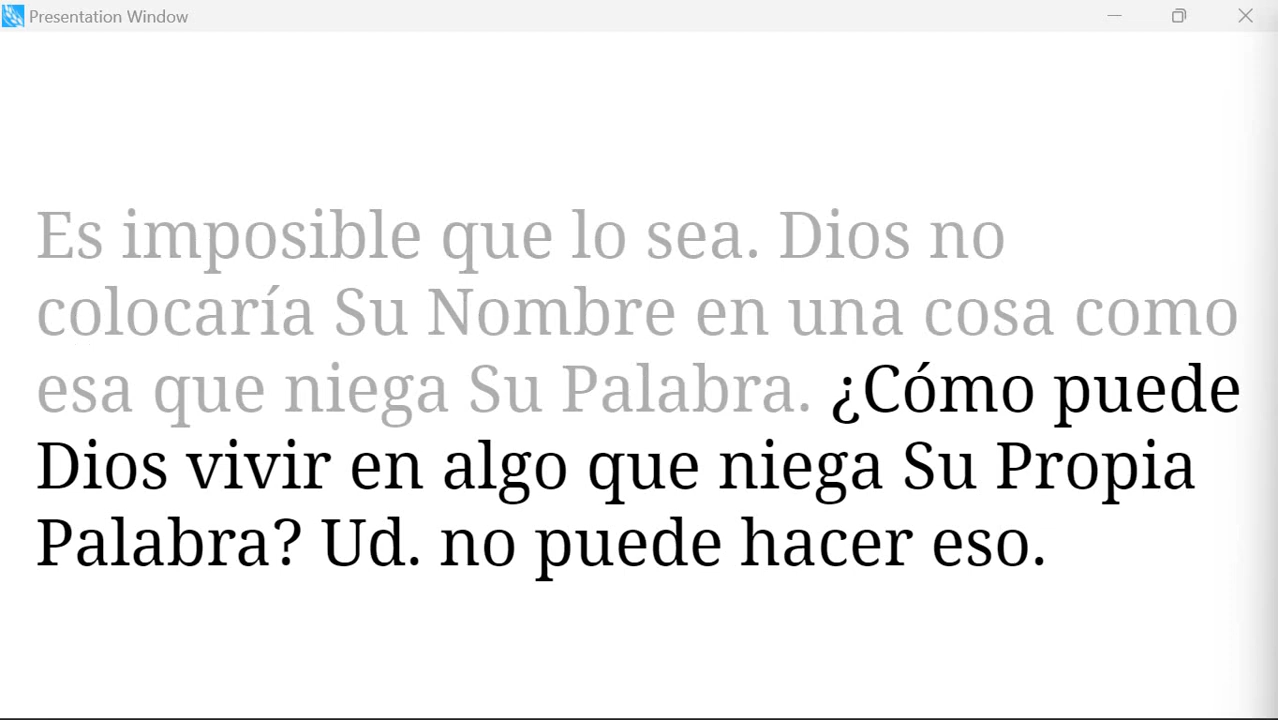 Presentation Window
Es imposible que lo sea. Dios no
colocaría Su Nombre en una cosa como
esa que niega Su Palabra. ¿Cómo puede
Dios vivir en algo que niega Su Propia
Palabra? Ud. no puede hacer eso.